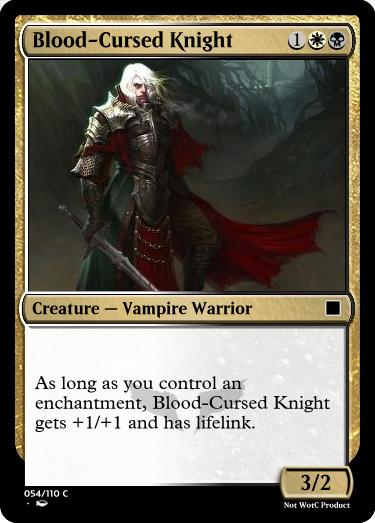 Blood-Cursed Knight 1
Creature — Vampire Warrior
As long as you control an
enchantment, Blood-Cursed Knight
gets +1/+1 and has lifelink.
3/2
054/110 C
Not WotC Product